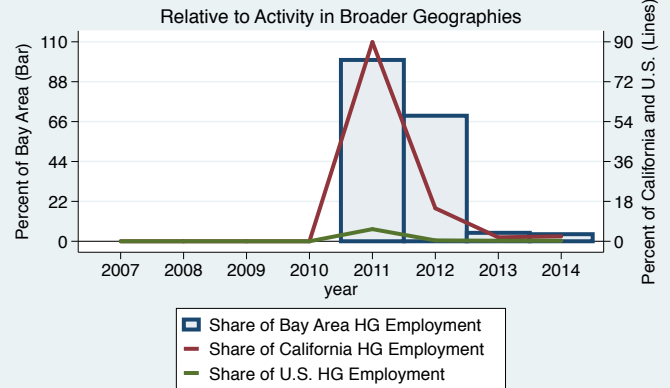 Relative to Activity in Broader Geographies
Percent of Bay Area (Bar)
110
88
66
44
22
0
90
72
54
36
18
0
Percent of California and U.S. (Lines)
2007 2008 2009 2010 2011 2012 2013 2014
year
Share of Bay Area HG Employment
Share of California HG Employment
Share of U.S. HG Employment